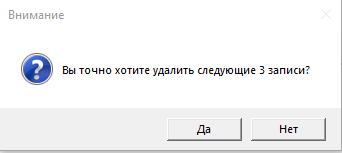 Внимание
Вы точно хотите удалить следующие 3 записи?
Да
Нет